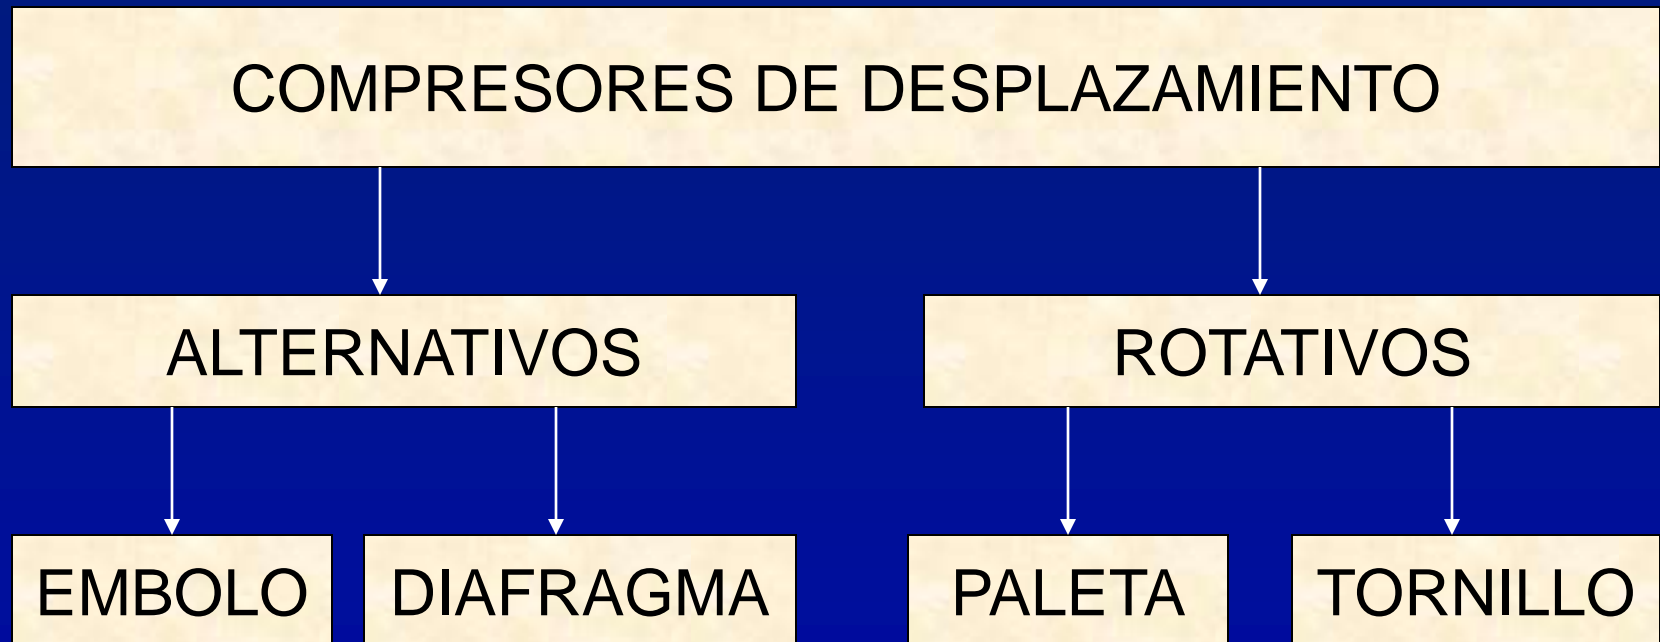 COMPRESORES DE DESPLAZAMIENTO
ALTERNATIVOS
ROTATIVOS
EMBOLO
DIAFRAGMA
PALETA
TORNILLO